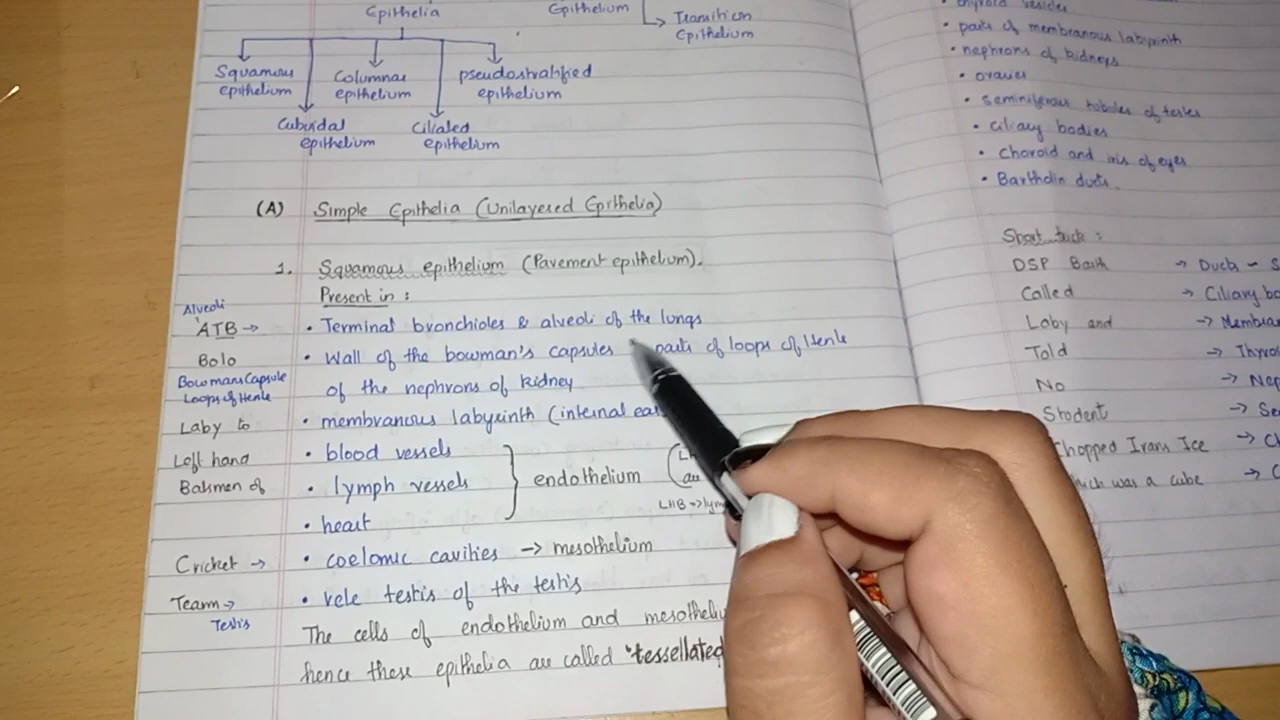 Epithelia
Epithelium
Transition
Epithelium
Squamous
epithelium
Columnar
epithelium
pseudostratified
epithelium
Cuboidal
epithelium
Ciliated
epithelium
(A) Simple Epithelia (Unilayered Epithelia)
1. Squamous epithelium (Pavement epithelium).
Present in :
Alveoli
ATB → • Terminal bronchioles & alveoli of the lungs
Bolo • Wall of the bowman's capsules parts of loops of Henle
Bowmans Capsule
Loops of Henle
of the nephrons of kidney
Laby to • membranous labyrinth (internal ear
Left hand • blood vessels
Batsmen of • lymph vessels } endothelium
• heart
Cricket → • coelomic cavities → mesothelium
Team → • rete testis of the testis
Testis
The cells of endothelium and
hence these epithelia are called 'tessellated
• thyroid vesicles
• parts of membranous labyrinth
• nephrons of kidneys
• ovaries
• Seminiferous tubules of testes
• ciliary bodies
• Choroid and iris of eyes
• Bartholin ducts.
Short trick :
DSP Barth → Ducts - S
Called → Ciliary bo
Laby and → Membra
Told → Thyro
No → Nep
Student → Se
Chopped Irans Ice → Ch
was a cube → C